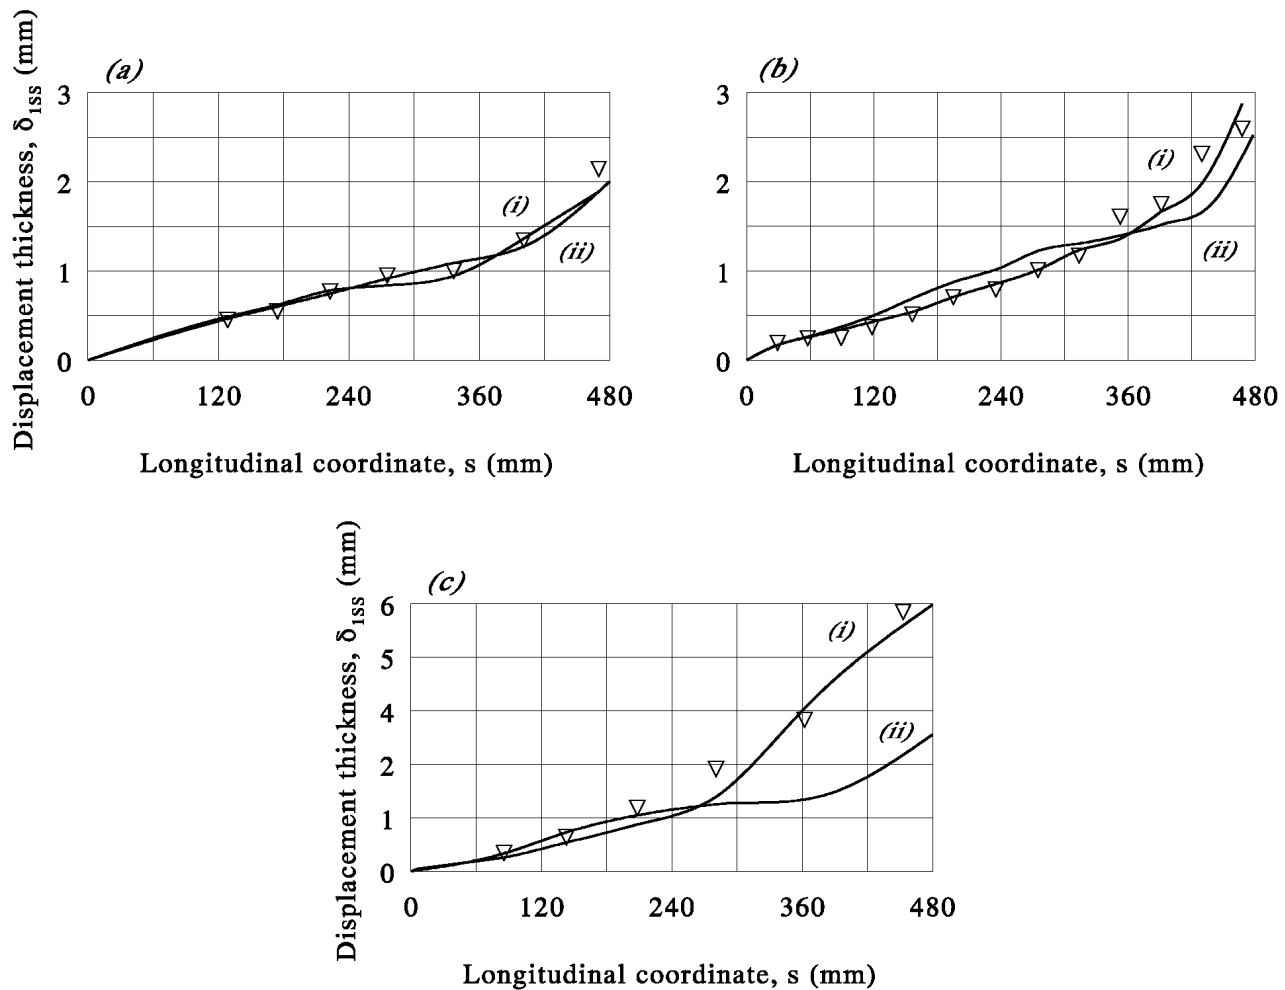 (a)
Displacement thickness, δ1SS (mm)
3
2
1
0
(i)
(ii)
0 120 240 360 480
Longitudinal coordinate, s (mm)
(b)
3
2
1
0
(i)
(ii)
0 120 240 360 480
Longitudinal coordinate, s (mm)
(c)
Displacement thickness, δ1SS (mm)
6
5
4
2
1
0
(i)
(ii)
0 120 240 360 480
Longitudinal coordinate, s (mm)